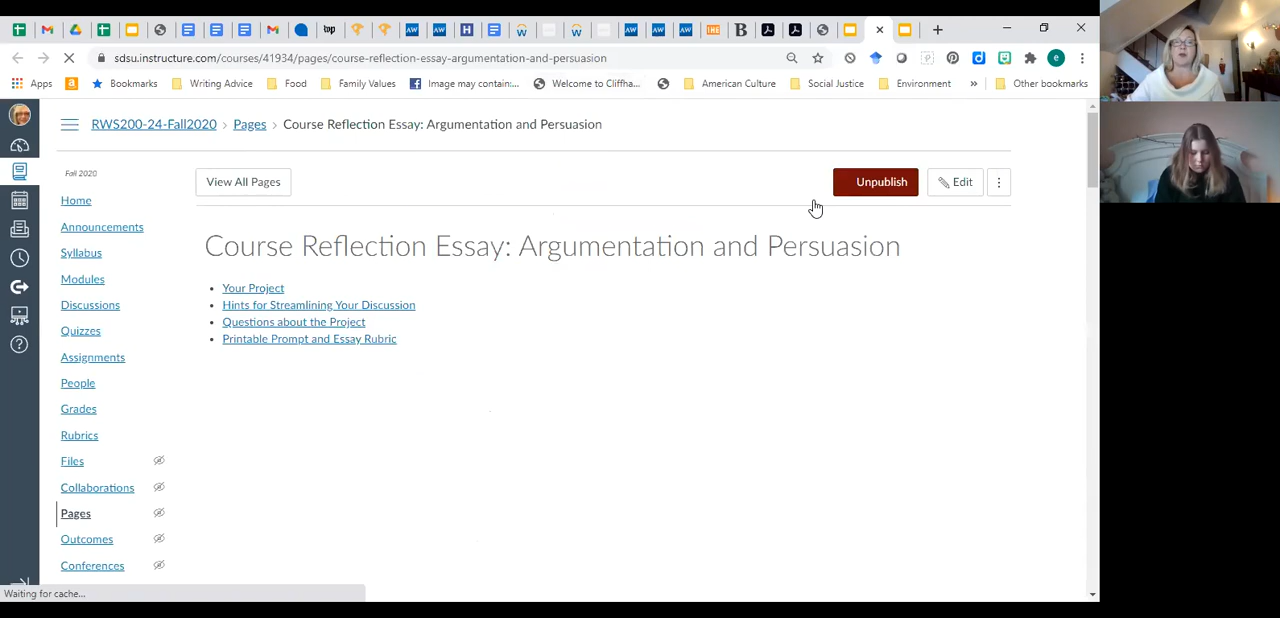 sdsu.instructure.com/courses/41934/pages/course-reflection-essay-argumentation-and-persuasion
Apps Bookmarks Writing Advice Food Family Values Image may contain:... Welcome to Cliffha... American Culture Social Justice Environment » Other bookmarks
RWS200-24-Fall2020 > Pages > Course Reflection Essay: Argumentation and Persuasion
Fall 2020
View All Pages
Unpublish
Edit
Home
Announcements
Syllabus
Modules
Discussions
Quizzes
Assignments
People
Grades
Rubrics
Files
Collaborations
Pages
Outcomes
Conferences
Course Reflection Essay: Argumentation and Persuasion
Your Project
Hints for Streamlining Your Discussion
Questions about the Project
Printable Prompt and Essay Rubric
Waiting for cache...